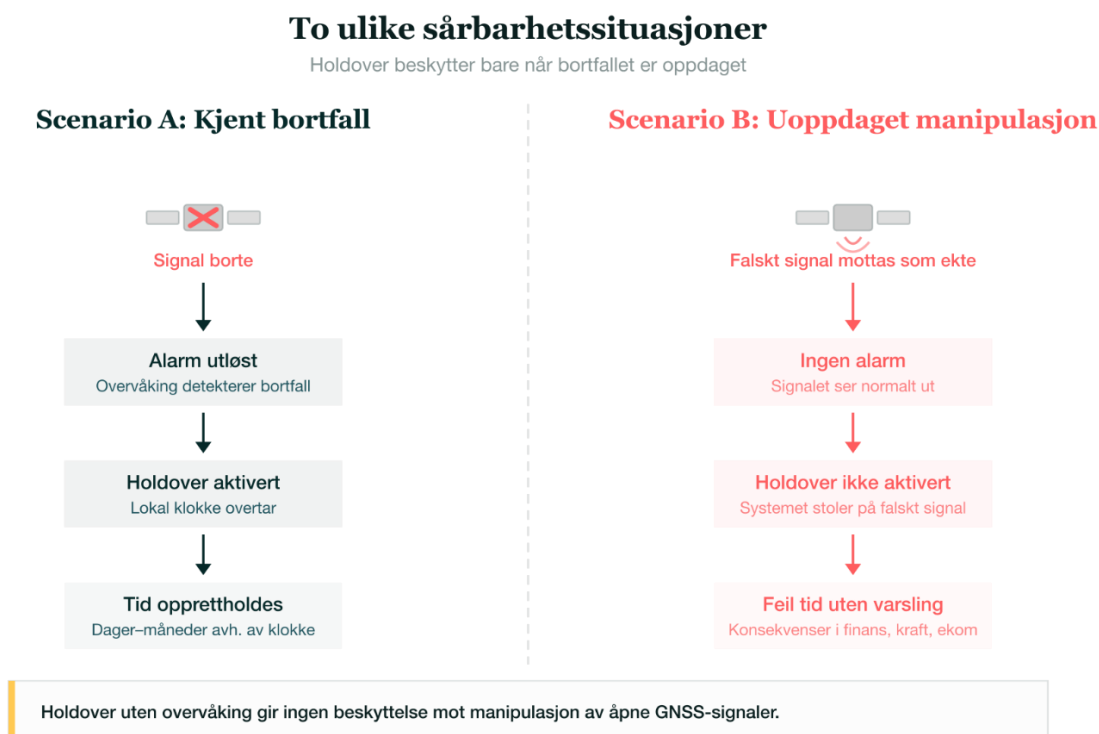 To ulike sårbarhetssituasjoner
Holdover beskytter bare når bortfallet er oppdaget
Scenario A: Kjent bortfall
Signal borte
Alarm utløst
Overvåking detekterer bortfall
Holdover aktivert
Lokal klokke overtar
Tid opprettholdes
Dager–måneder avh. av klokke
Scenario B: Uoppdaget manipulasjon
Falskt signal mottas som ekte
Ingen alarm
Signalet ser normalt ut
Holdover ikke aktivert
Systemet stoler på falskt signal
Feil tid uten varsling
Konsekvenser i finans, kraft, ekom
Holdover uten overvåking gir ingen beskyttelse mot manipulasjon av åpne GNSS-signaler.